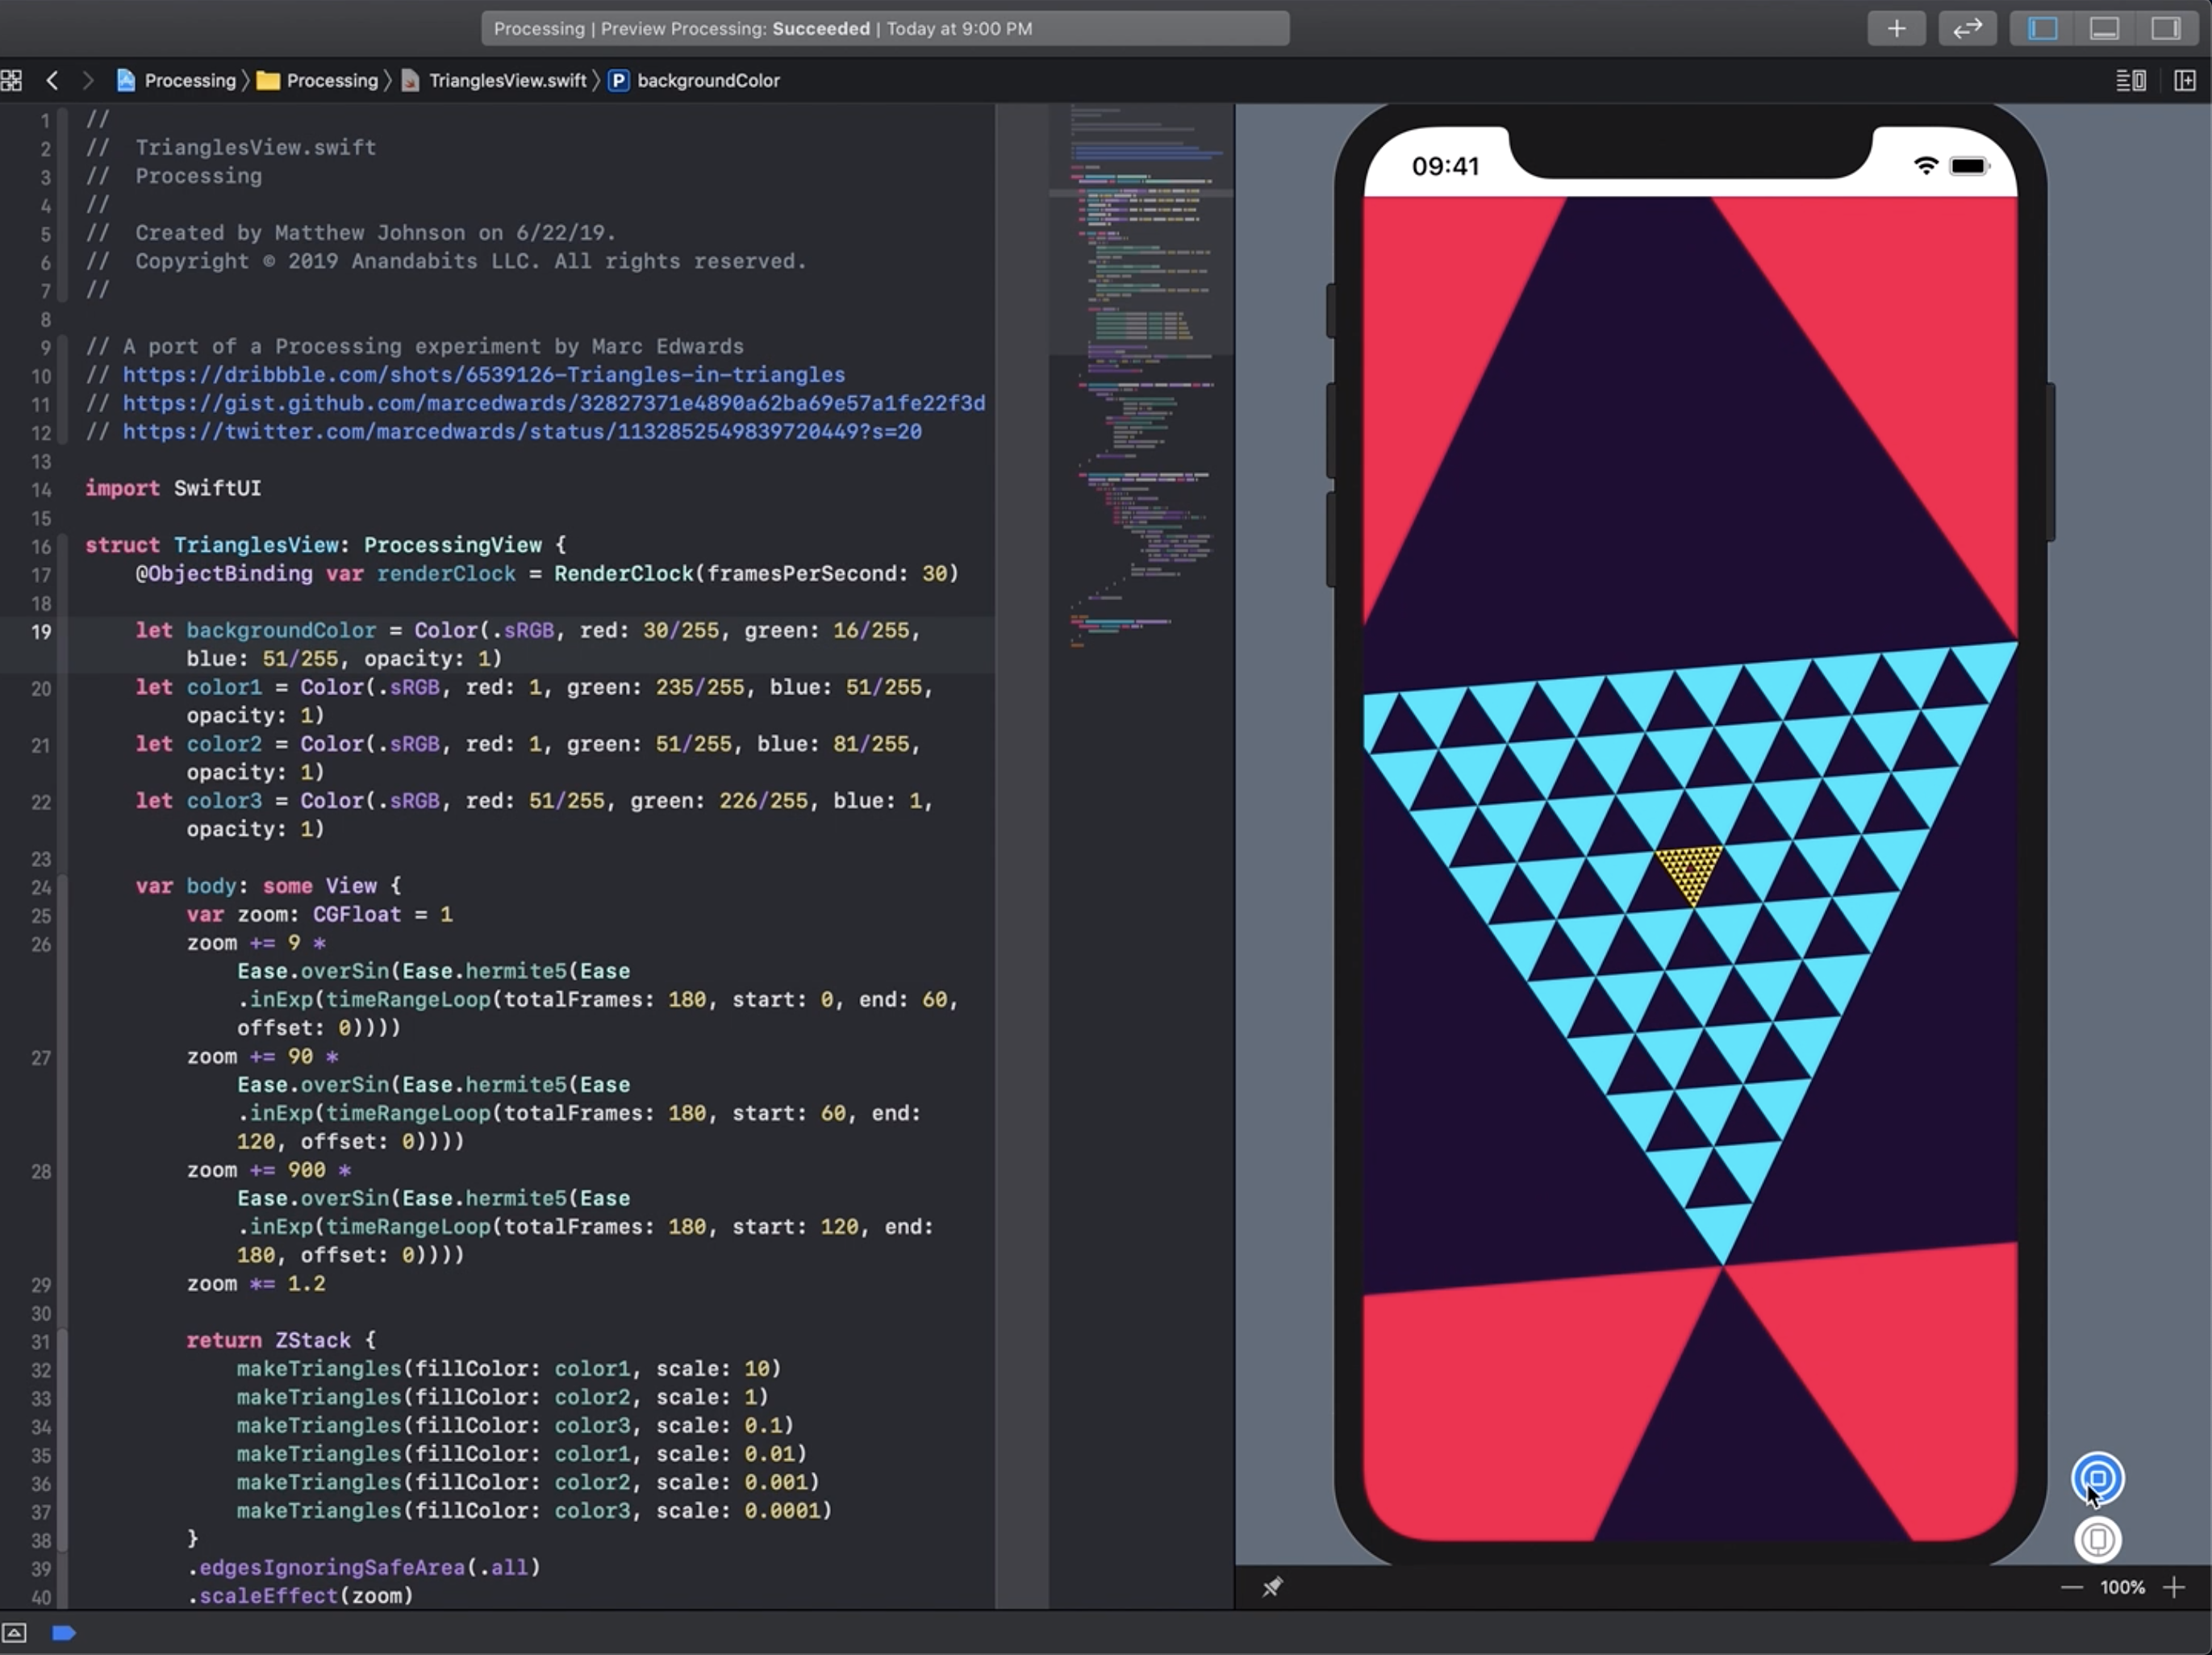 Processing | Preview Processing: Succeeded | Today at 9:00 PM
Processing 〉 Processing 〉 TrianglesView.swift 〉 P backgroundColor
1 //
2 //  TrianglesView.swift
3 //  Processing
4 //
5 //  Created by Matthew Johnson on 6/22/19.
6 //  Copyright © 2019 Anandabits LLC. All rights reserved.
7 //
8
9 // A port of a Processing experiment by Marc Edwards
10 // https://dribbble.com/shots/6539126-Triangles-in-triangles
11 // https://gist.github.com/marcedwards/32827371e4890a62ba69e57a1fe22f3d
12 // https://twitter.com/marcedwards/status/1132852549839720449?s=20
13
14 import SwiftUI
15
16 struct TrianglesView: ProcessingView {
17     @ObjectBinding var renderClock = RenderClock(framesPerSecond: 30)
18
19     let backgroundColor = Color(.sRGB, red: 30/255, green: 16/255,
        blue: 51/255, opacity: 1)
20     let color1 = Color(.sRGB, red: 1, green: 235/255, blue: 51/255,
        opacity: 1)
21     let color2 = Color(.sRGB, red: 1, green: 51/255, blue: 81/255,
        opacity: 1)
22     let color3 = Color(.sRGB, red: 51/255, green: 226/255, blue: 1,
        opacity: 1)
23
24     var body: some View {
25         var zoom: CGFloat = 1
26         zoom += 9 *
            Ease.overSin(Ease.hermite5(Ease
            .inExp(timeRangeLoop(totalFrames: 180, start: 0, end: 60,
            offset: 0))))
27         zoom += 90 *
            Ease.overSin(Ease.hermite5(Ease
            .inExp(timeRangeLoop(totalFrames: 180, start: 60, end:
            120, offset: 0))))
28         zoom += 900 *
            Ease.overSin(Ease.hermite5(Ease
            .inExp(timeRangeLoop(totalFrames: 180, start: 120, end:
            180, offset: 0))))
29         zoom *= 1.2
30
31         return ZStack {
32             makeTriangles(fillColor: color1, scale: 10)
33             makeTriangles(fillColor: color2, scale: 1)
34             makeTriangles(fillColor: color3, scale: 0.1)
35             makeTriangles(fillColor: color1, scale: 0.01)
36             makeTriangles(fillColor: color2, scale: 0.001)
37             makeTriangles(fillColor: color3, scale: 0.0001)
38         }
39         .edgesIgnoringSafeArea(.all)
40         .scaleEffect(zoom)
09:41
100%